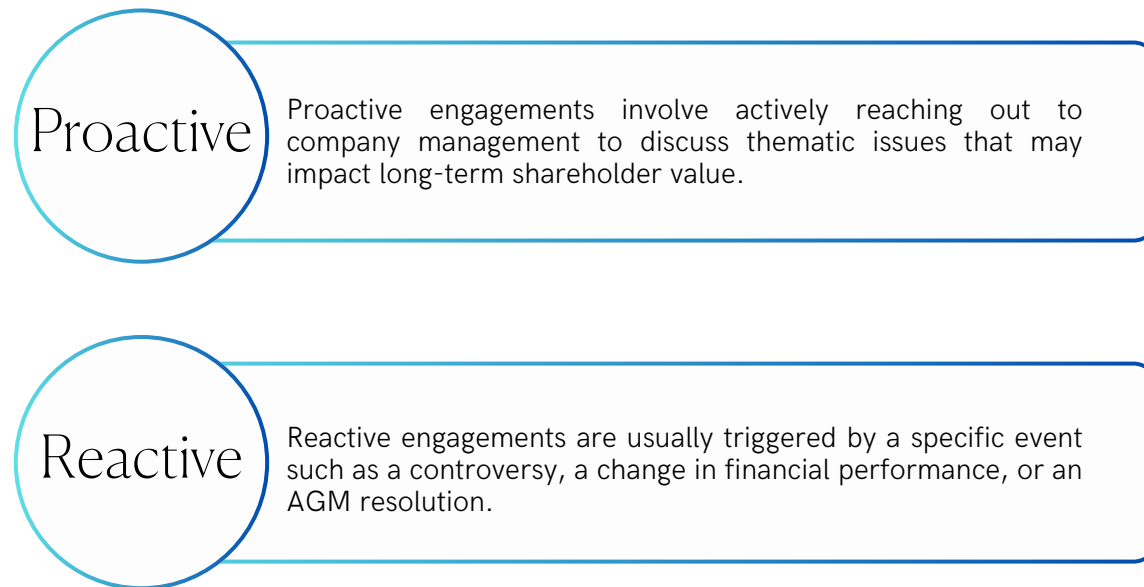 Proactive
Proactive engagements involve actively reaching out to
company management to discuss thematic issues that may
impact long-term shareholder value.
Reactive
Reactive engagements are usually triggered by a specific event
such as a controversy, a change in financial performance, or an
AGM resolution.